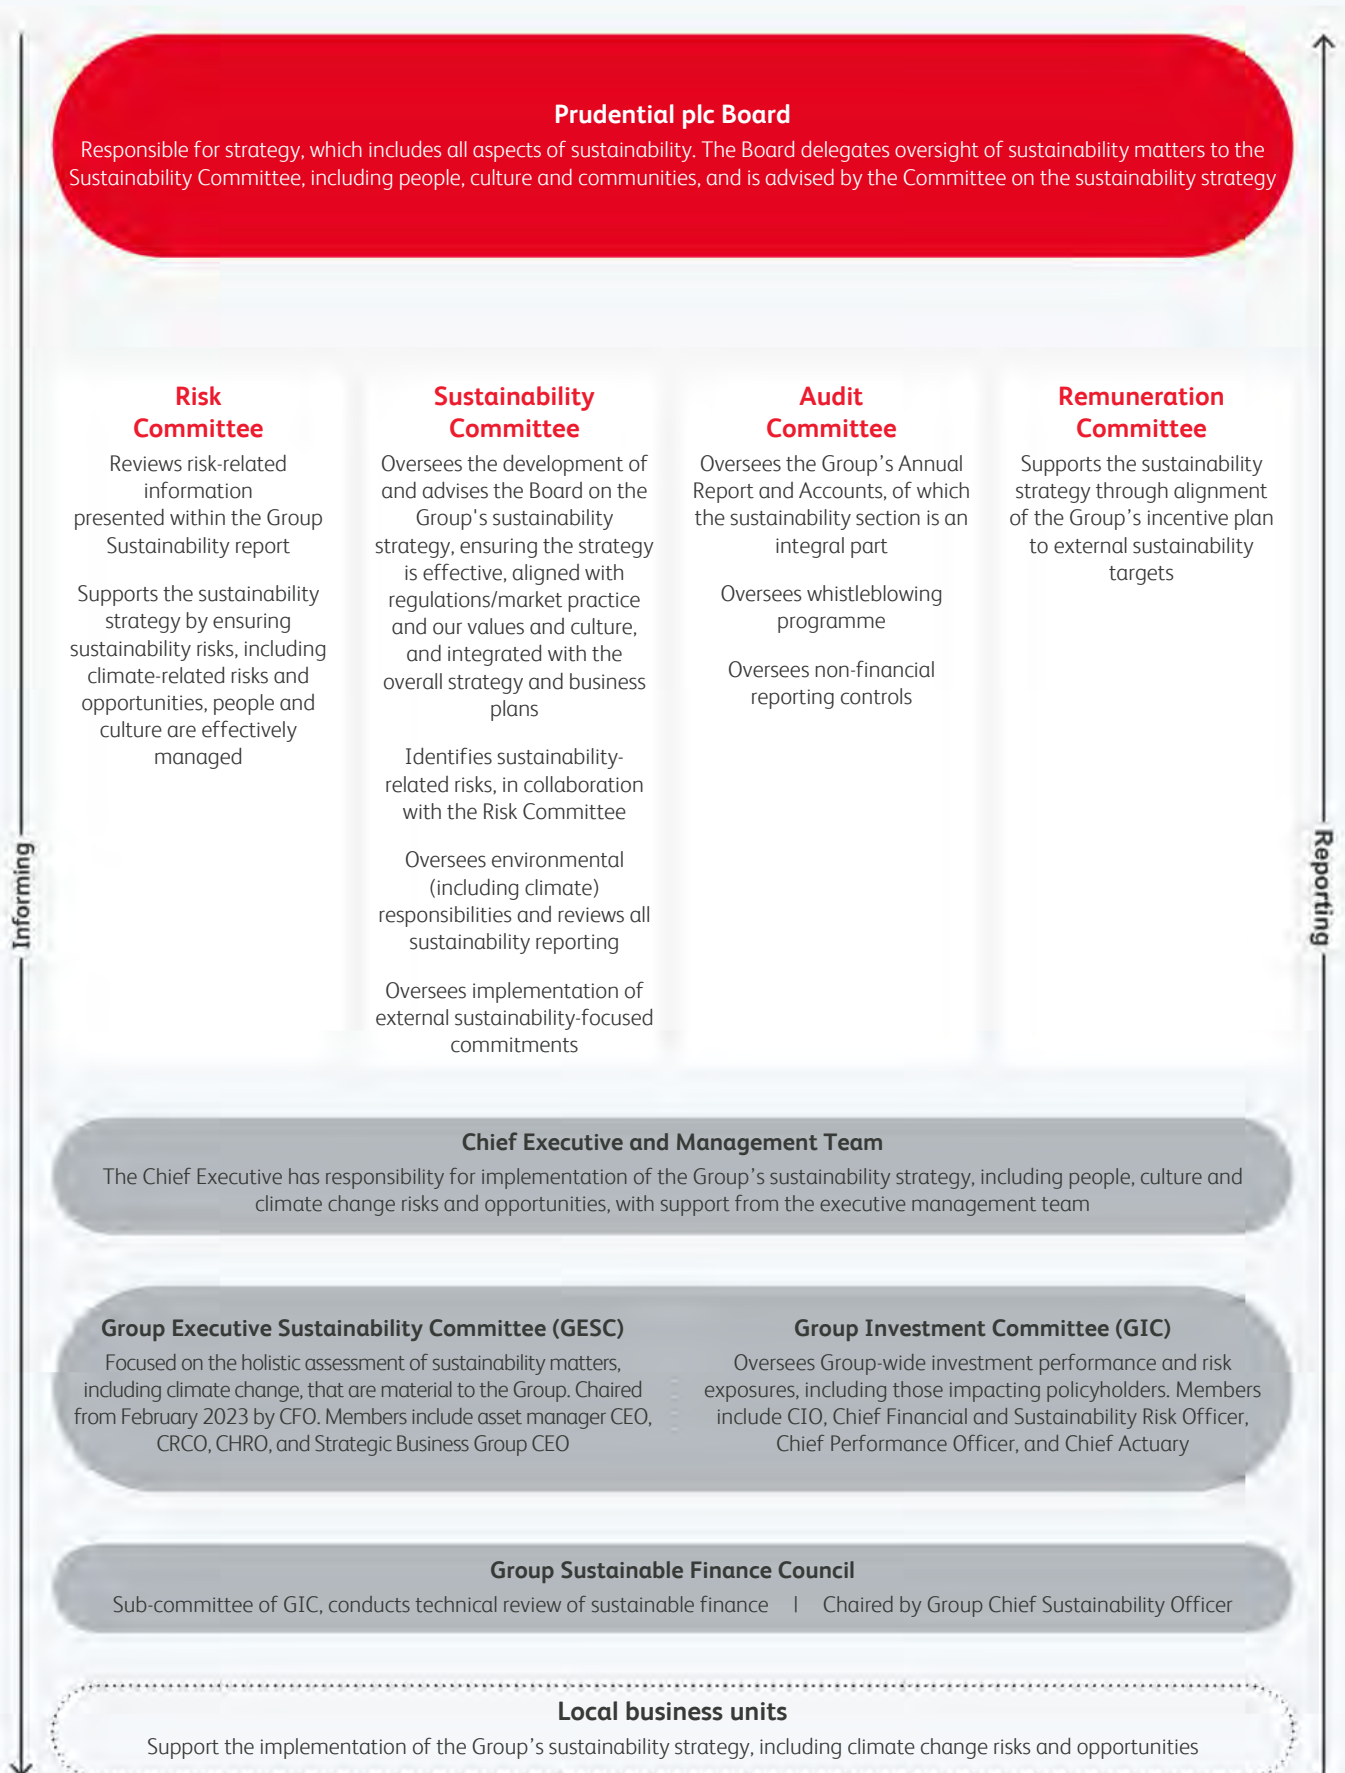 Prudential plc Board
Responsible for strategy, which includes all aspects of sustainability. The Board delegates oversight of sustainability matters to the
Sustainability Committee, including people, culture and communities, and is advised by the Committee on the sustainability strategy
Risk
Committee
Reviews risk-related
information
presented within the Group
Sustainability report
Supports the sustainability
strategy by ensuring
sustainability risks, including
climate-related risks and
opportunities, people and
culture are effectively
managed
Sustainability
Committee
Oversees the development of
and advises the Board on the
Group's sustainability
strategy, ensuring the strategy
is effective, aligned with
regulations/market practice
and our values and culture,
and integrated with the
overall strategy and business
plans
Identifies sustainability-
related risks, in collaboration
with the Risk Committee
Oversees environmental
(including climate)
responsibilities and reviews all
sustainability reporting
Oversees implementation of
external sustainability-focused
commitments
Audit
Committee
Oversees the Group’s Annual
Report and Accounts, of which
the sustainability section is an
integral part
Oversees whistleblowing
programme
Oversees non-financial
reporting controls
Remuneration
Committee
Supports the sustainability
strategy through alignment
of the Group’s incentive plan
to external sustainability
targets
Informing
Reporting
Chief Executive and Management Team
The Chief Executive has responsibility for implementation of the Group’s sustainability strategy, including people, culture and
climate change risks and opportunities, with support from the executive management team
Group Executive Sustainability Committee (GESC)
Focused on the holistic assessment of sustainability matters,
including climate change, that are material to the Group. Chaired
from February 2023 by CFO. Members include asset manager CEO,
CRCO, CHRO, and Strategic Business Group CEO
Group Investment Committee (GIC)
Oversees Group-wide investment performance and risk
exposures, including those impacting policyholders. Members
include CIO, Chief Financial and Sustainability Risk Officer,
Chief Performance Officer, and Chief Actuary
Group Sustainable Finance Council
Sub-committee of GIC, conducts technical review of sustainable finance | Chaired by Group Chief Sustainability Officer
Local business units
Support the implementation of the Group’s sustainability strategy, including climate change risks and opportunities